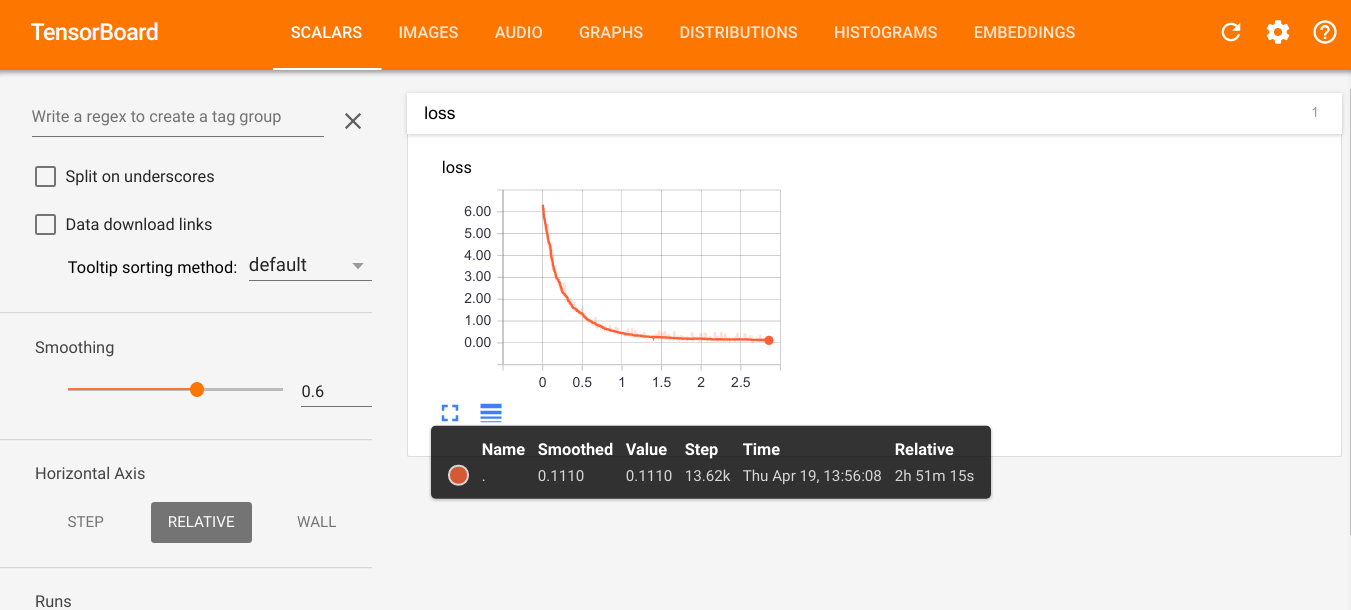 TensorBoard SCALARS IMAGES AUDIO GRAPHS DISTRIBUTIONS HISTOGRAMS EMBEDDINGS
Write a regex to create a tag group
Split on underscores
Data download links
Tooltip sorting method: default
Smoothing
0.6
Horizontal Axis
STEP RELATIVE WALL
Runs
loss 1
loss
6.00
5.00
4.00
3.00
2.00
1.00
0.00
0 0.5 1 1.5 2 2.5
Name Smoothed Value Step Time Relative
. 0.1110 0.1110 13.62k Thu Apr 19, 13:56:08 2h 51m 15s